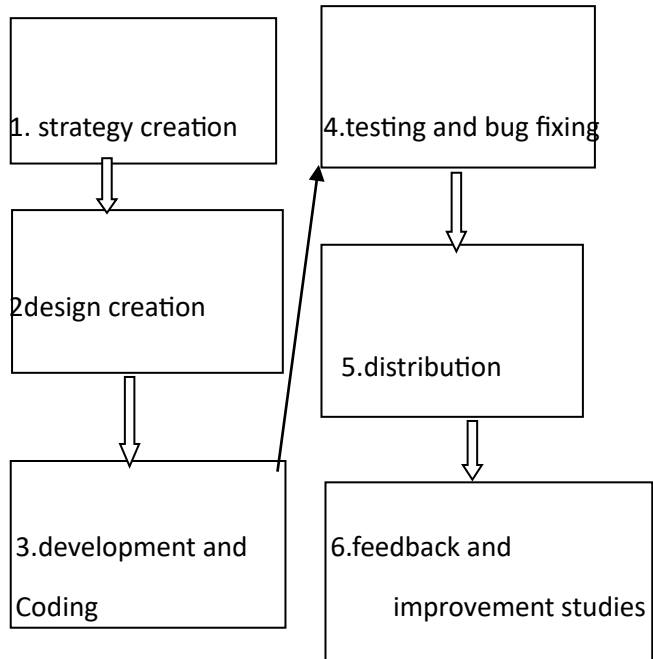 1. strategy creation
2design creation
3.development and
Coding
4.testing and bug fixing
5.distribution
6.feedback and
improvement studies